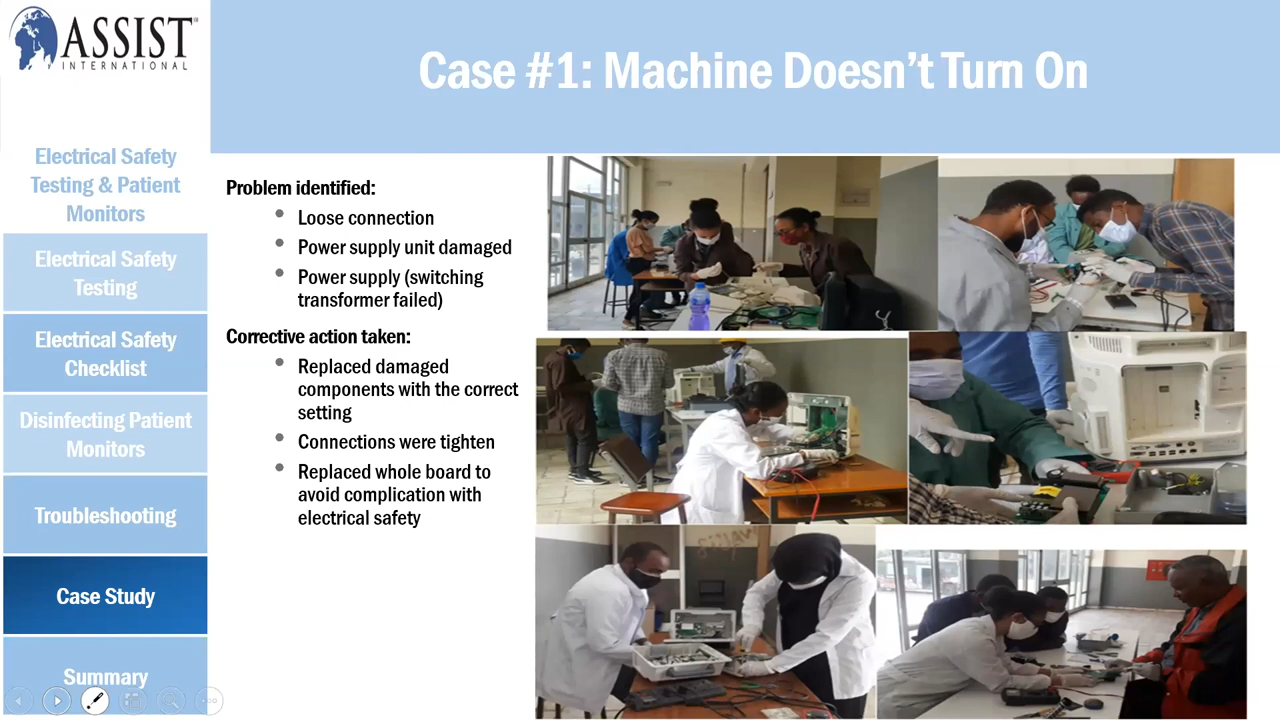 ASSIST
INTERNATIONAL
Case #1: Machine Doesn’t Turn On
Electrical Safety
Testing & Patient
Monitors
Electrical Safety
Testing
Electrical Safety
Checklist
Disinfecting Patient
Monitors
Troubleshooting
Case Study
Summary
Problem identified:
Loose connection
Power supply unit damaged
Power supply (switching
transformer failed)
Corrective action taken:
Replaced damaged
components with the correct
setting
Connections were tighten
Replaced whole board to
avoid complication with
electrical safety